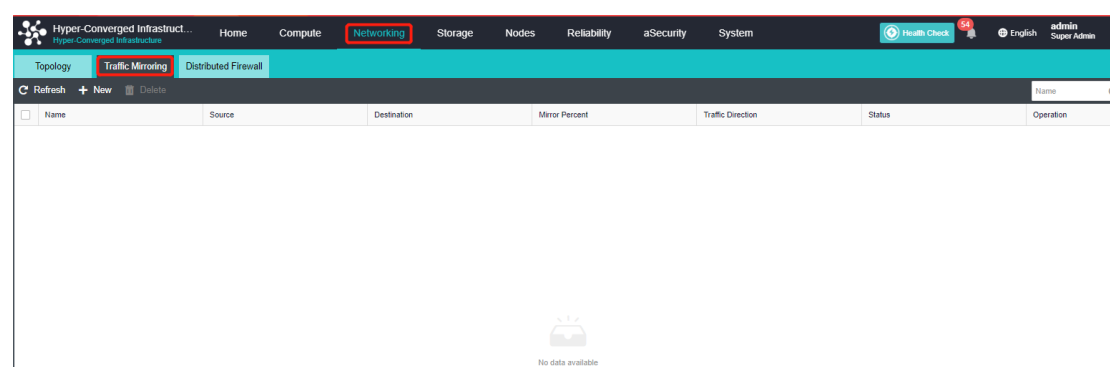 Hyper-Converged Infrastruct...
Hyper-Converged Infrastructure
Home Compute Networking Storage Nodes Reliability aSecurity System Health Check 54 English admin
Super Admin
Topology Traffic Mirroring Distributed Firewall
Refresh + New Delete Name
Name Source Destination Mirror Percent Traffic Direction Status Operation
No data available